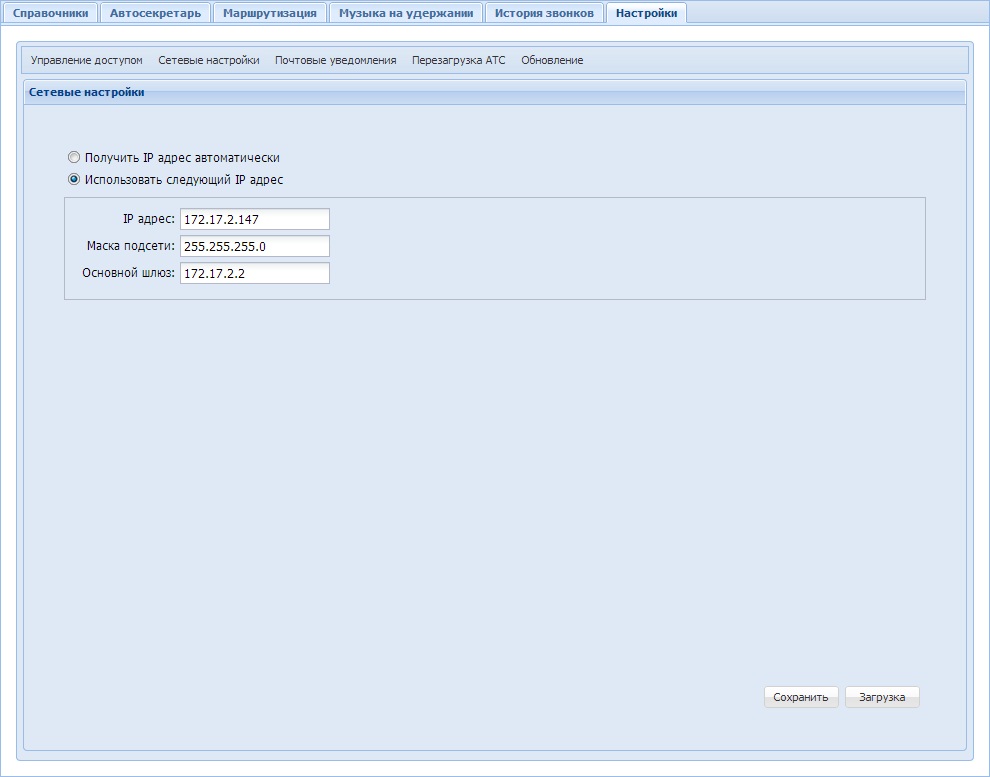 Справочники Автосекретарь Маршрутизация Музыка на удержании История звонков Настройки
Управление доступом Сетевые настройки Почтовые уведомления Перезагрузка АТС Обновление
Сетевые настройки
Получить IP адрес автоматически
Использовать следующий IP адрес
IP адрес: 172.17.2.147
Маска подсети: 255.255.255.0
Основной шлюз: 172.17.2.2
Сохранить Загрузка